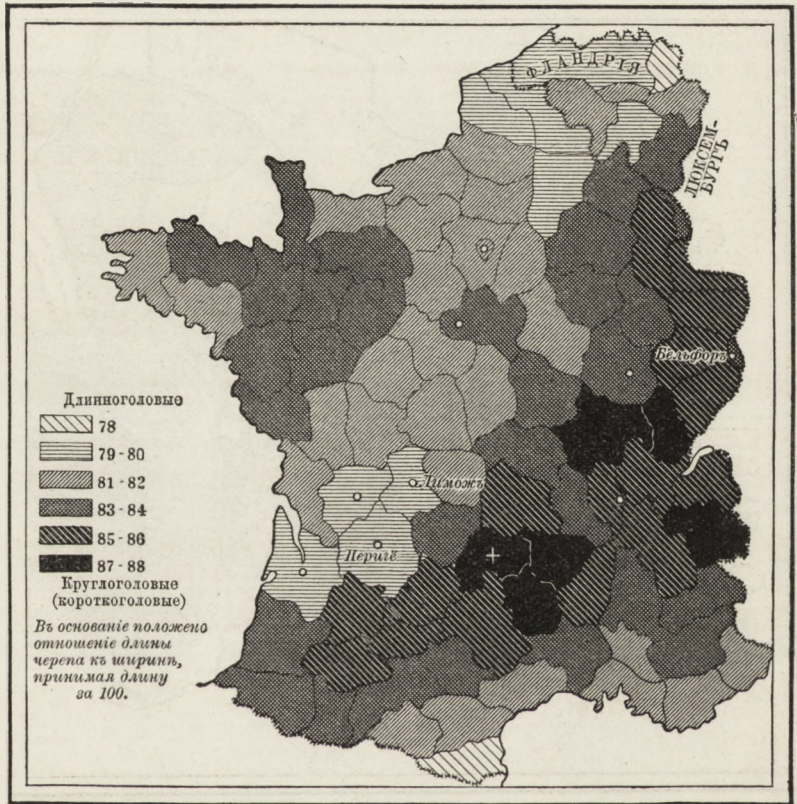 ФЛАНДРІЯ
ЛЮКСЕМ-
БУРГЪ
Бельфоръ
Лиможъ
Периге
Длинноголовые
78
79-80
81-82
83-84
85-86
87-88
Круглоголовые
(короткоголовые)
Въ основаніе положено
отношеніе длины
черепа къ ширинѣ,
принимая длину
за 100.